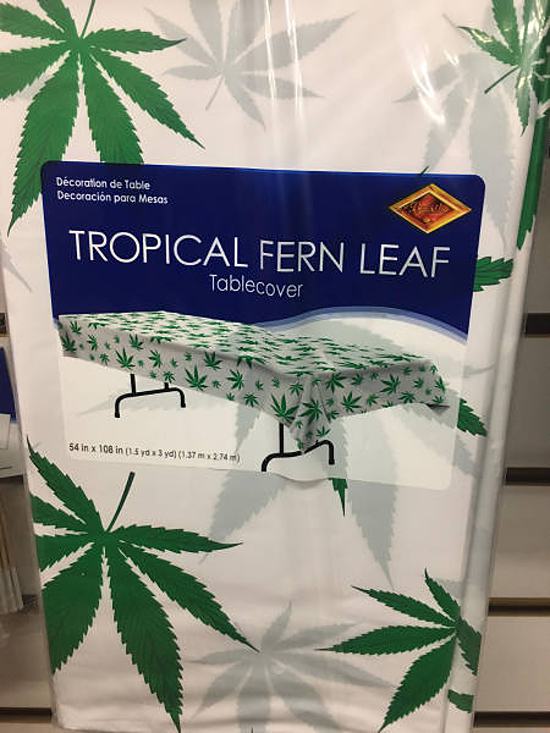 Décoration de Table
Decoración para Mesas
TROPICAL FERN LEAF
Tablecover
54 in x 108 in (1.5 yd x 3 yd) (1.37 m x 2.74 m)